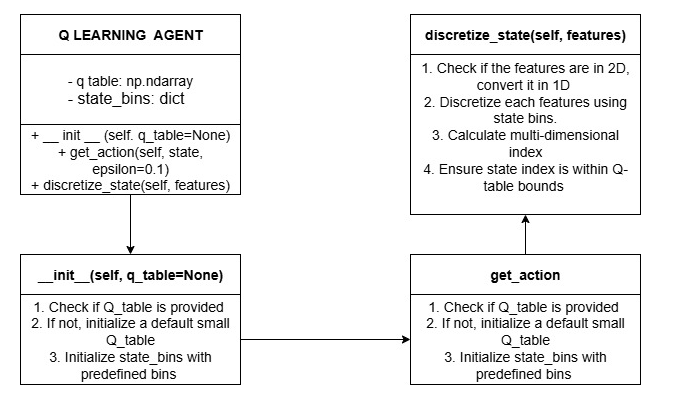 Q LEARNING AGENT
- q table: np.ndarray
- state_bins: dict
+ __ init __ (self. q_table=None)
+ get_action(self, state,
epsilon=0.1)
+ discretize_state(self, features)
discretize_state(self, features)
1. Check if the features are in 2D,
convert it in 1D
2. Discretize each features using
state bins.
3. Calculate multi-dimensional
index
4. Ensure state index is within Q-
table bounds
__init__(self, q_table=None)
1. Check if Q_table is provided
2. If not, initialize a default small
Q_table
3. Initialize state_bins with
predefined bins
get_action
1. Check if Q_table is provided
2. If not, initialize a default small
Q_table
3. Initialize state_bins with
predefined bins